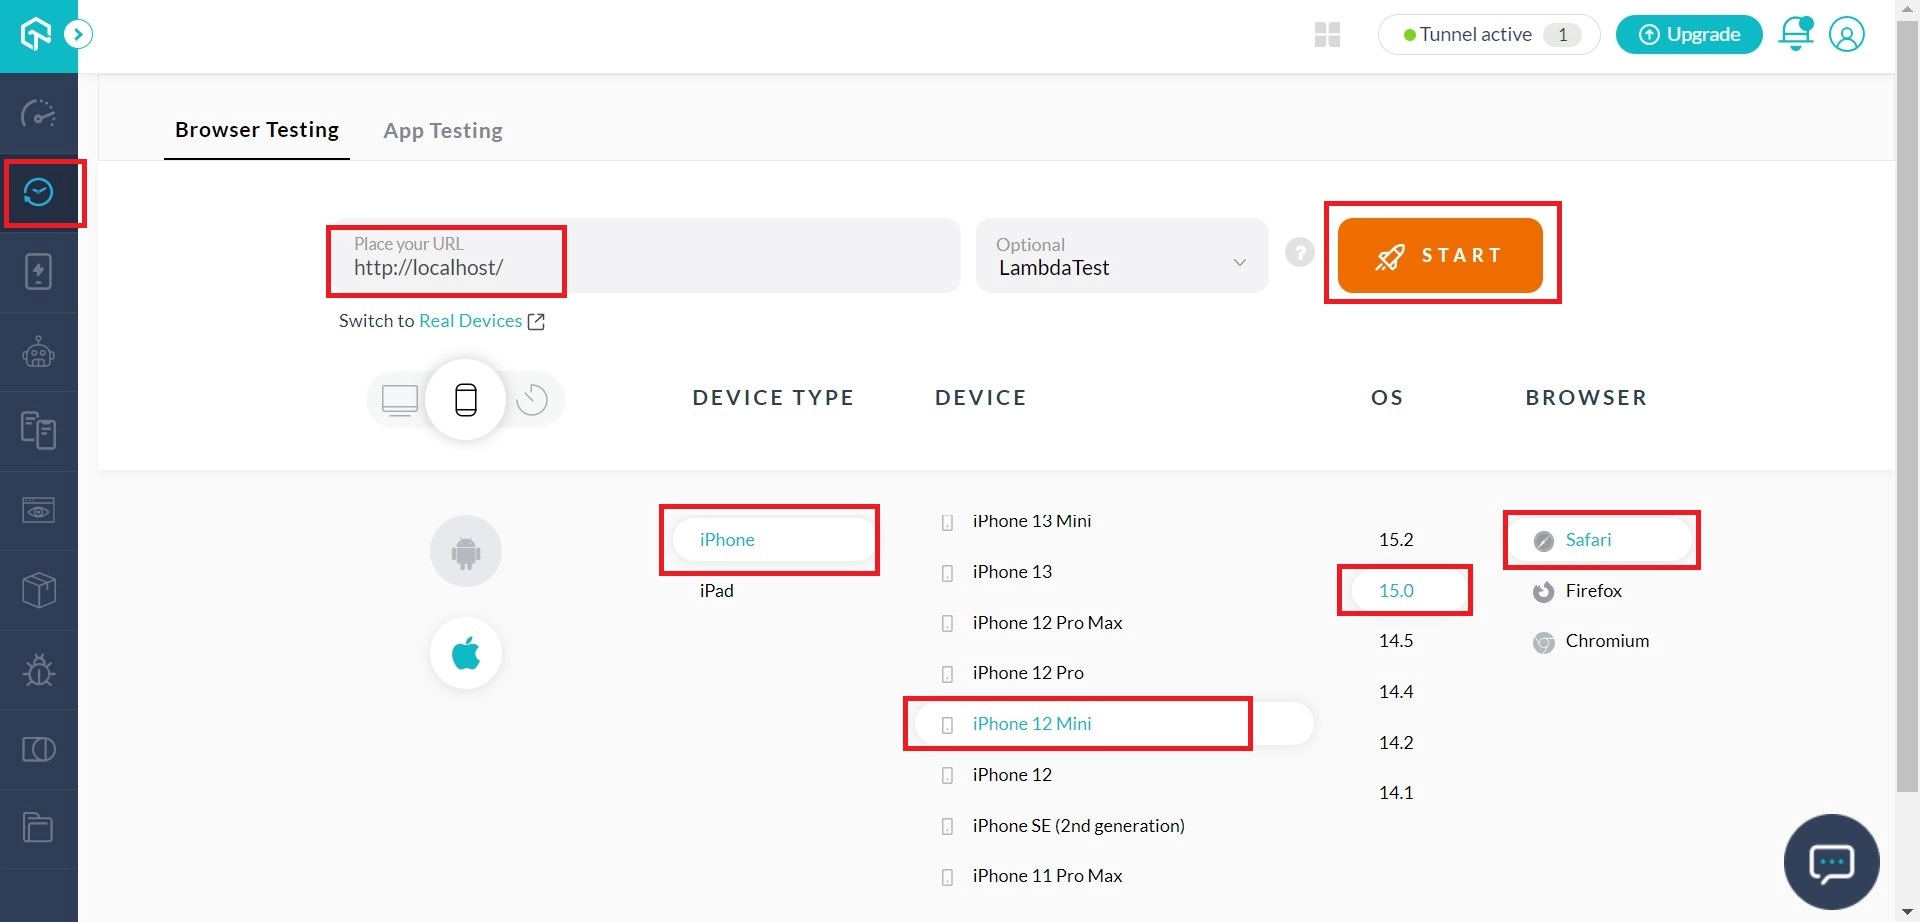 Tunnel active 1
Upgrade
Browser Testing
App Testing
Place your URL
http://localhost/
Optional
LambdaTest
?
START
Switch to Real Devices
DEVICE TYPE
DEVICE
OS
BROWSER
iPhone
iPad
iPhone 13 Mini
iPhone 13
iPhone 12 Pro Max
iPhone 12 Pro
iPhone 12 Mini
iPhone 12
iPhone SE (2nd generation)
iPhone 11 Pro Max
15.2
15.0
14.5
14.4
14.2
14.1
Safari
Firefox
Chromium